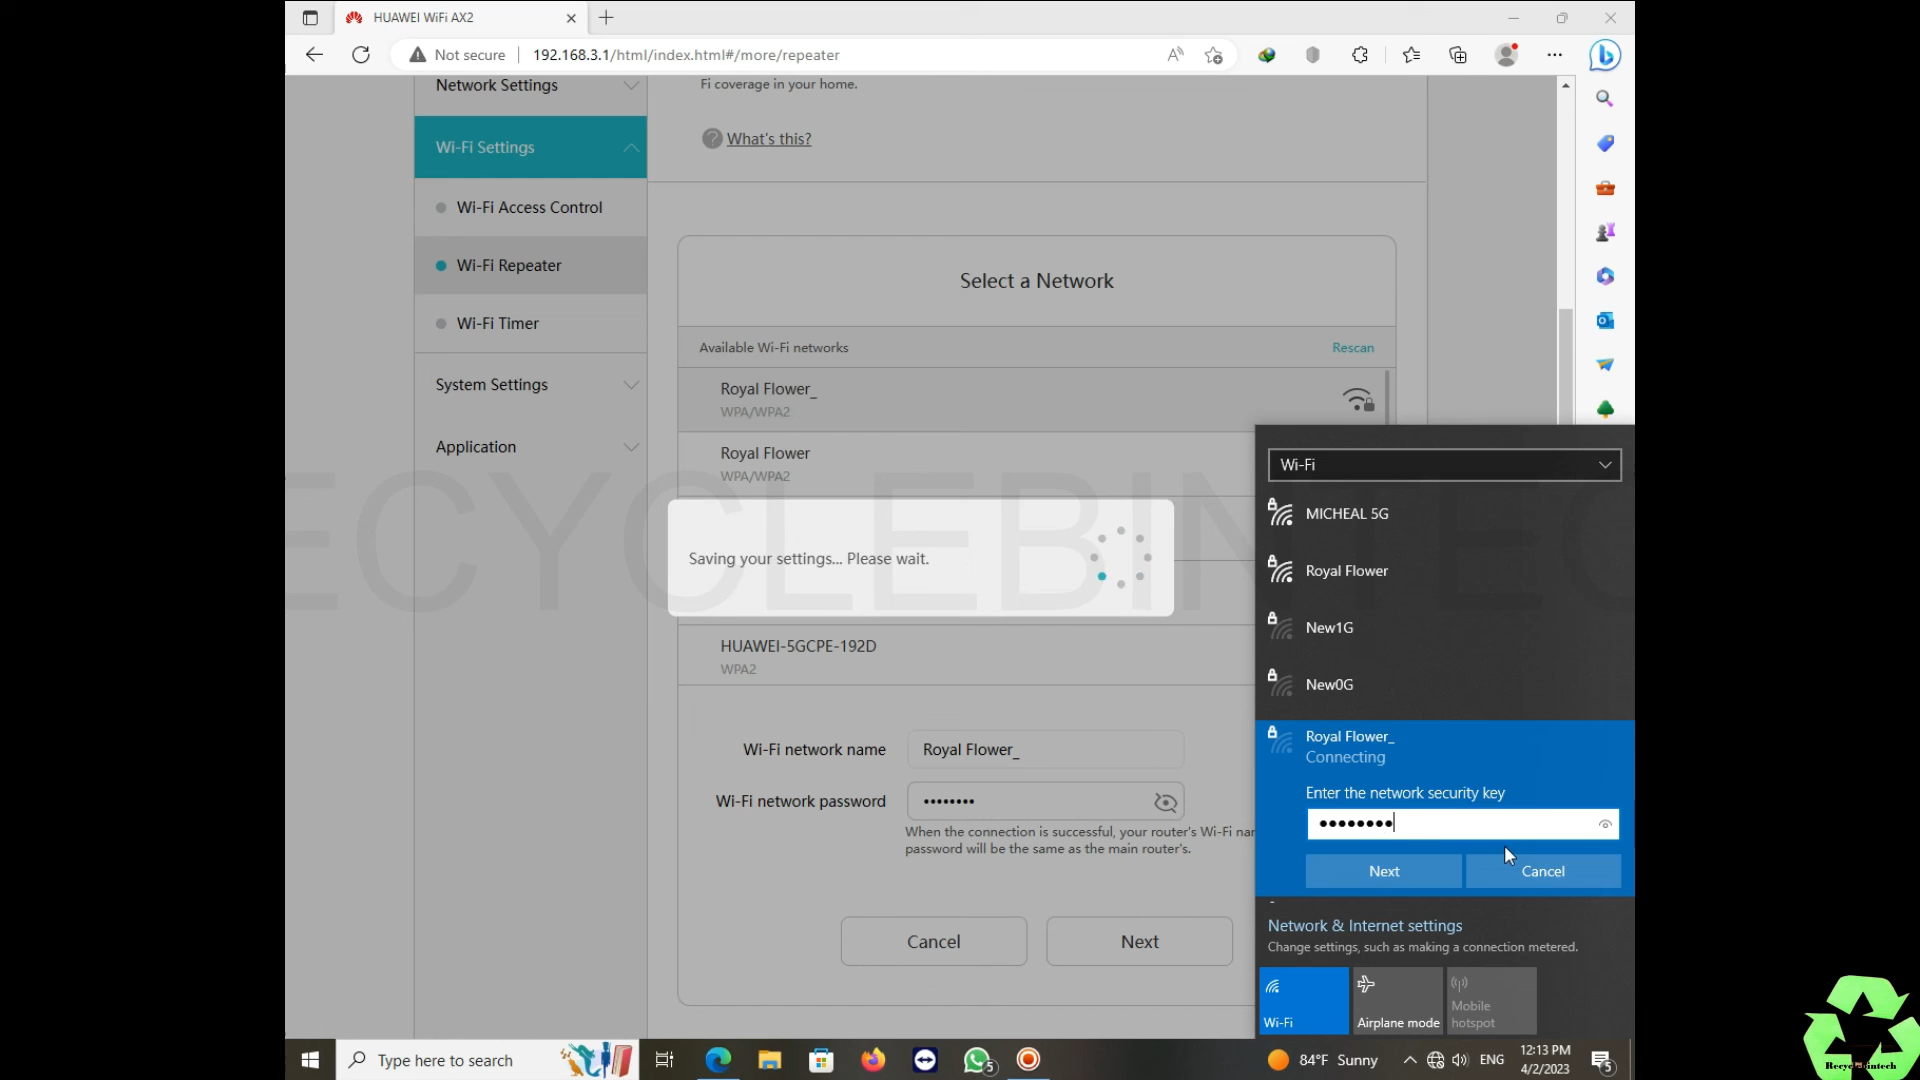 HUAWEI WiFi AX2
Not secure
192.168.3.1/html/index.html#/more/repeater
Network Settings
Fi coverage in your home.
Wi-Fi Settings
What's this?
Wi-Fi Access Control
Wi-Fi Repeater
Wi-Fi Timer
System Settings
Application
Select a Network
Available Wi-Fi networks
Rescan
Royal Flower_
WPA/WPA2
Royal Flower
WPA/WPA2
Saving your settings... Please wait.
HUAWEI-5GCPE-192D
WPA2
Wi-Fi network name
Royal Flower_
Wi-Fi network password
••••••••
When the connection is successful, your router's Wi-Fi nar
password will be the same as the main router's.
Cancel
Next
ECYCLEBINTEC
Wi-Fi
MICHEAL 5G
Royal Flower
New1G
New0G
Royal Flower_
Connecting
Enter the network security key
••••••••
Next
Cancel
Network & Internet settings
Change settings, such as making a connection metered.
Wi-Fi
Airplane mode
Mobile
hotspot
Type here to search
5
84°F Sunny
ENG
12:13 PM
4/2/2023
5